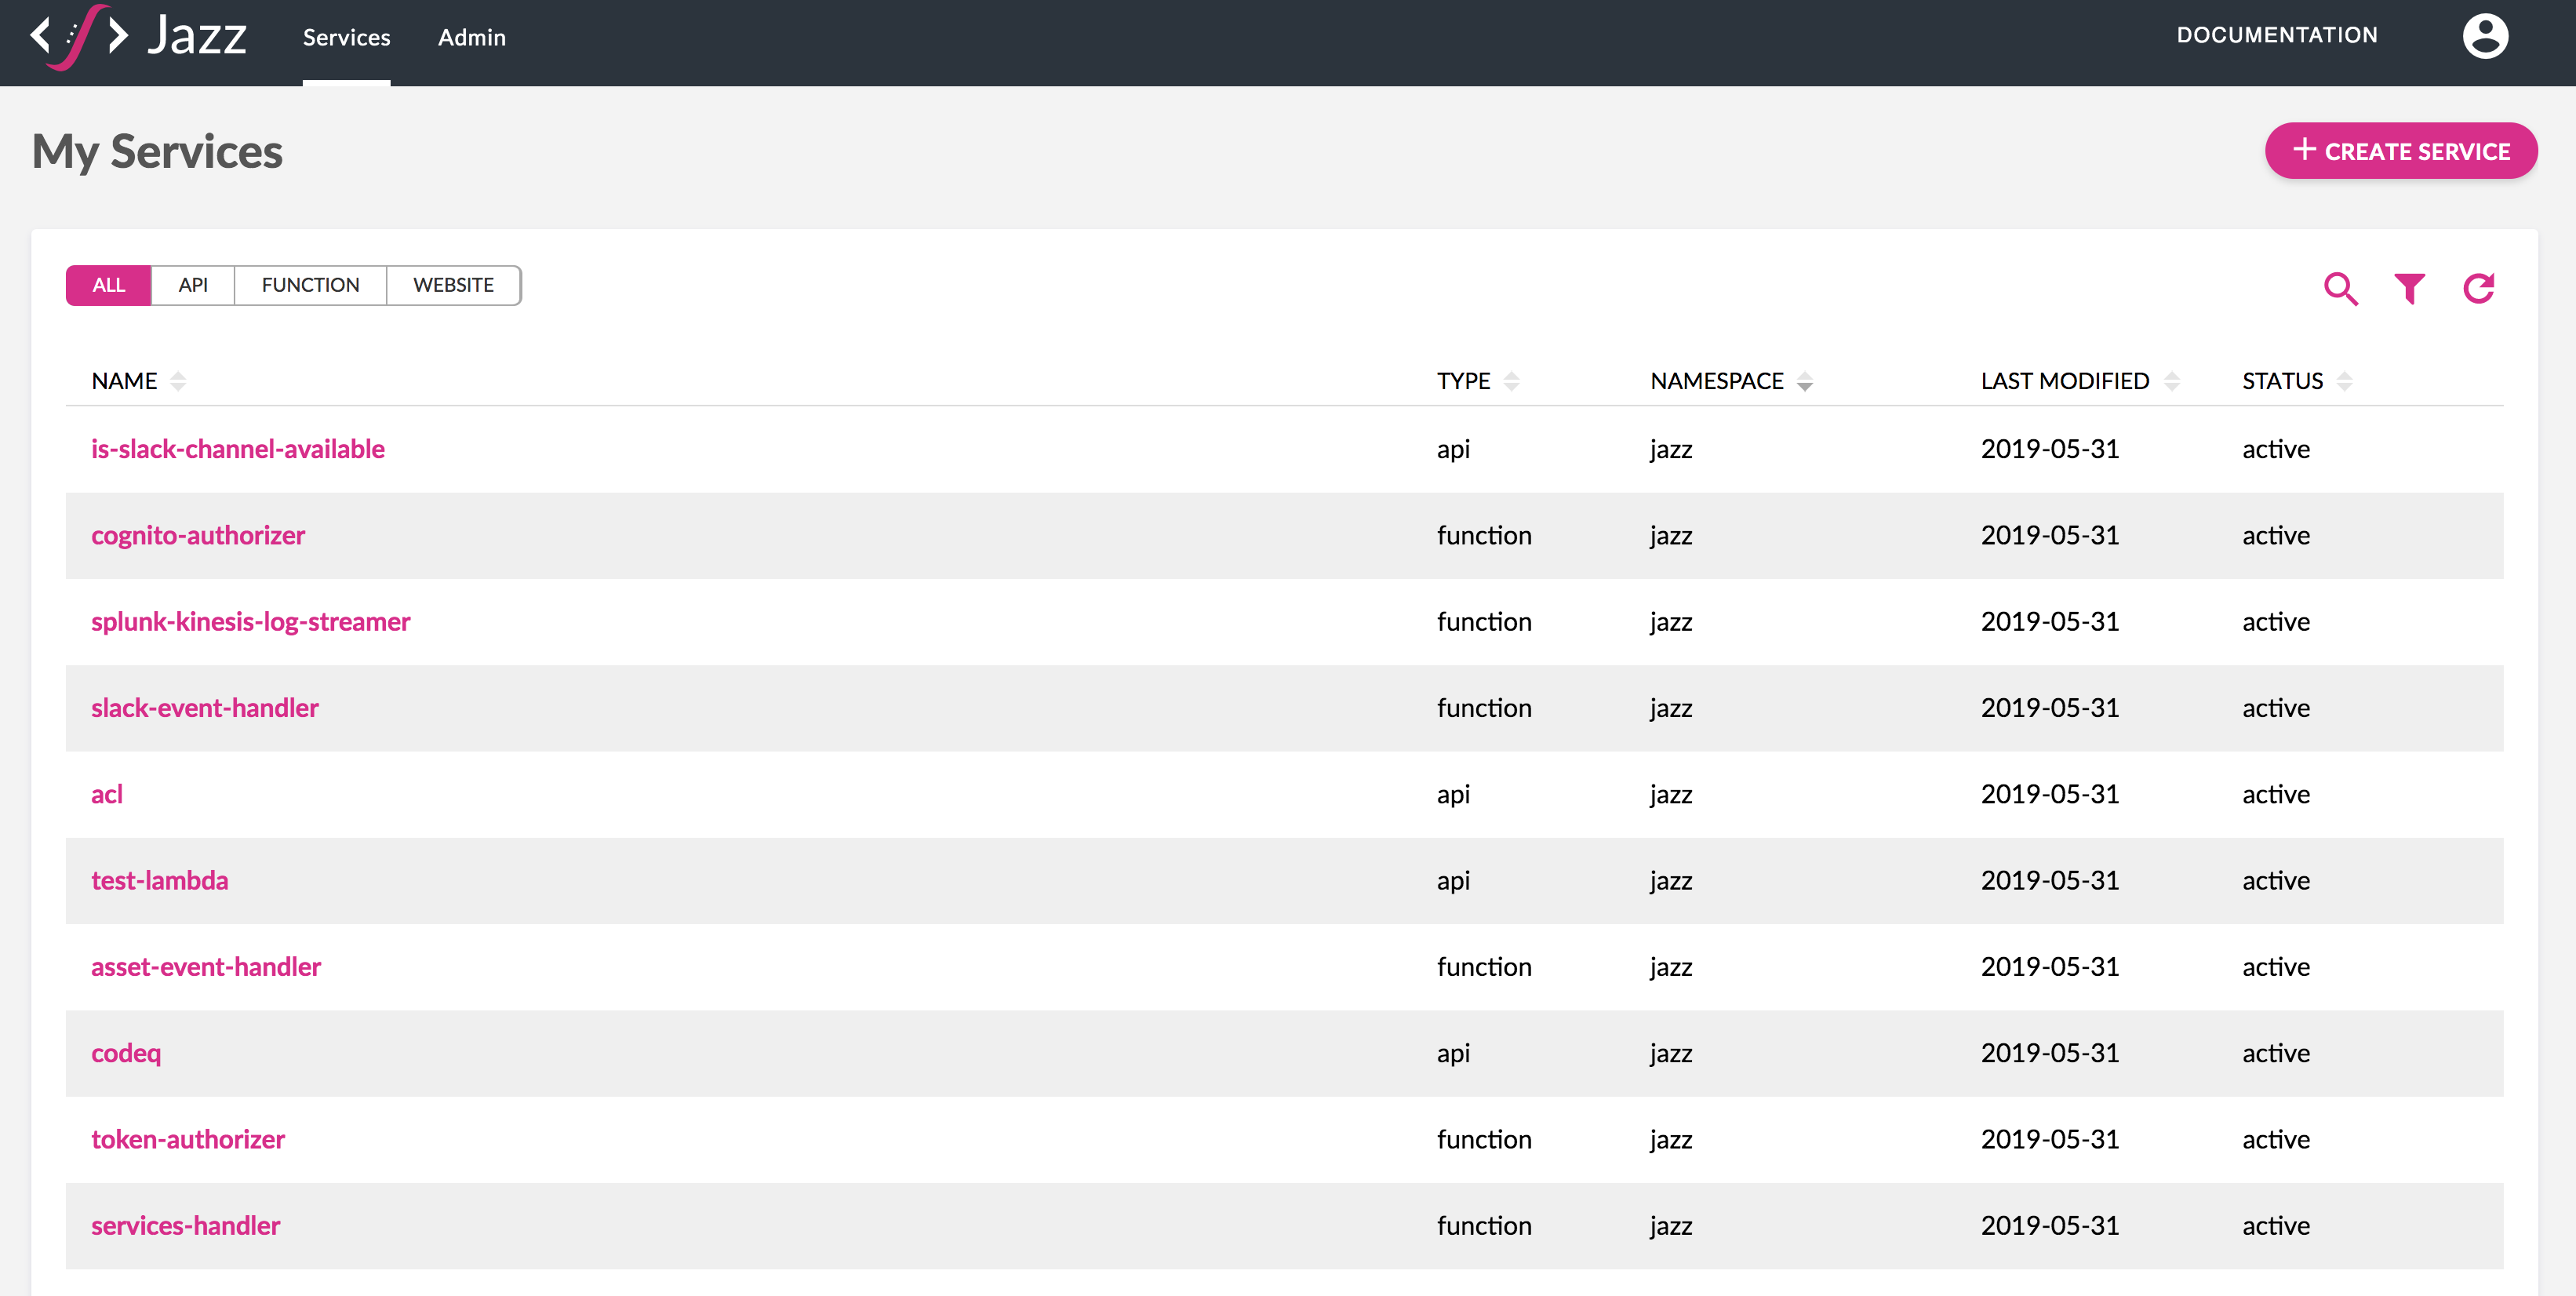 Jazz Services Admin DOCUMENTATION
My Services
+ CREATE SERVICE
ALL API FUNCTION WEBSITE
NAME TYPE NAMESPACE LAST MODIFIED STATUS
is-slack-channel-available api jazz 2019-05-31 active
cognito-authorizer function jazz 2019-05-31 active
splunk-kinesis-log-streamer function jazz 2019-05-31 active
slack-event-handler function jazz 2019-05-31 active
acl api jazz 2019-05-31 active
test-lambda api jazz 2019-05-31 active
asset-event-handler function jazz 2019-05-31 active
codeq api jazz 2019-05-31 active
token-authorizer function jazz 2019-05-31 active
services-handler function jazz 2019-05-31 active